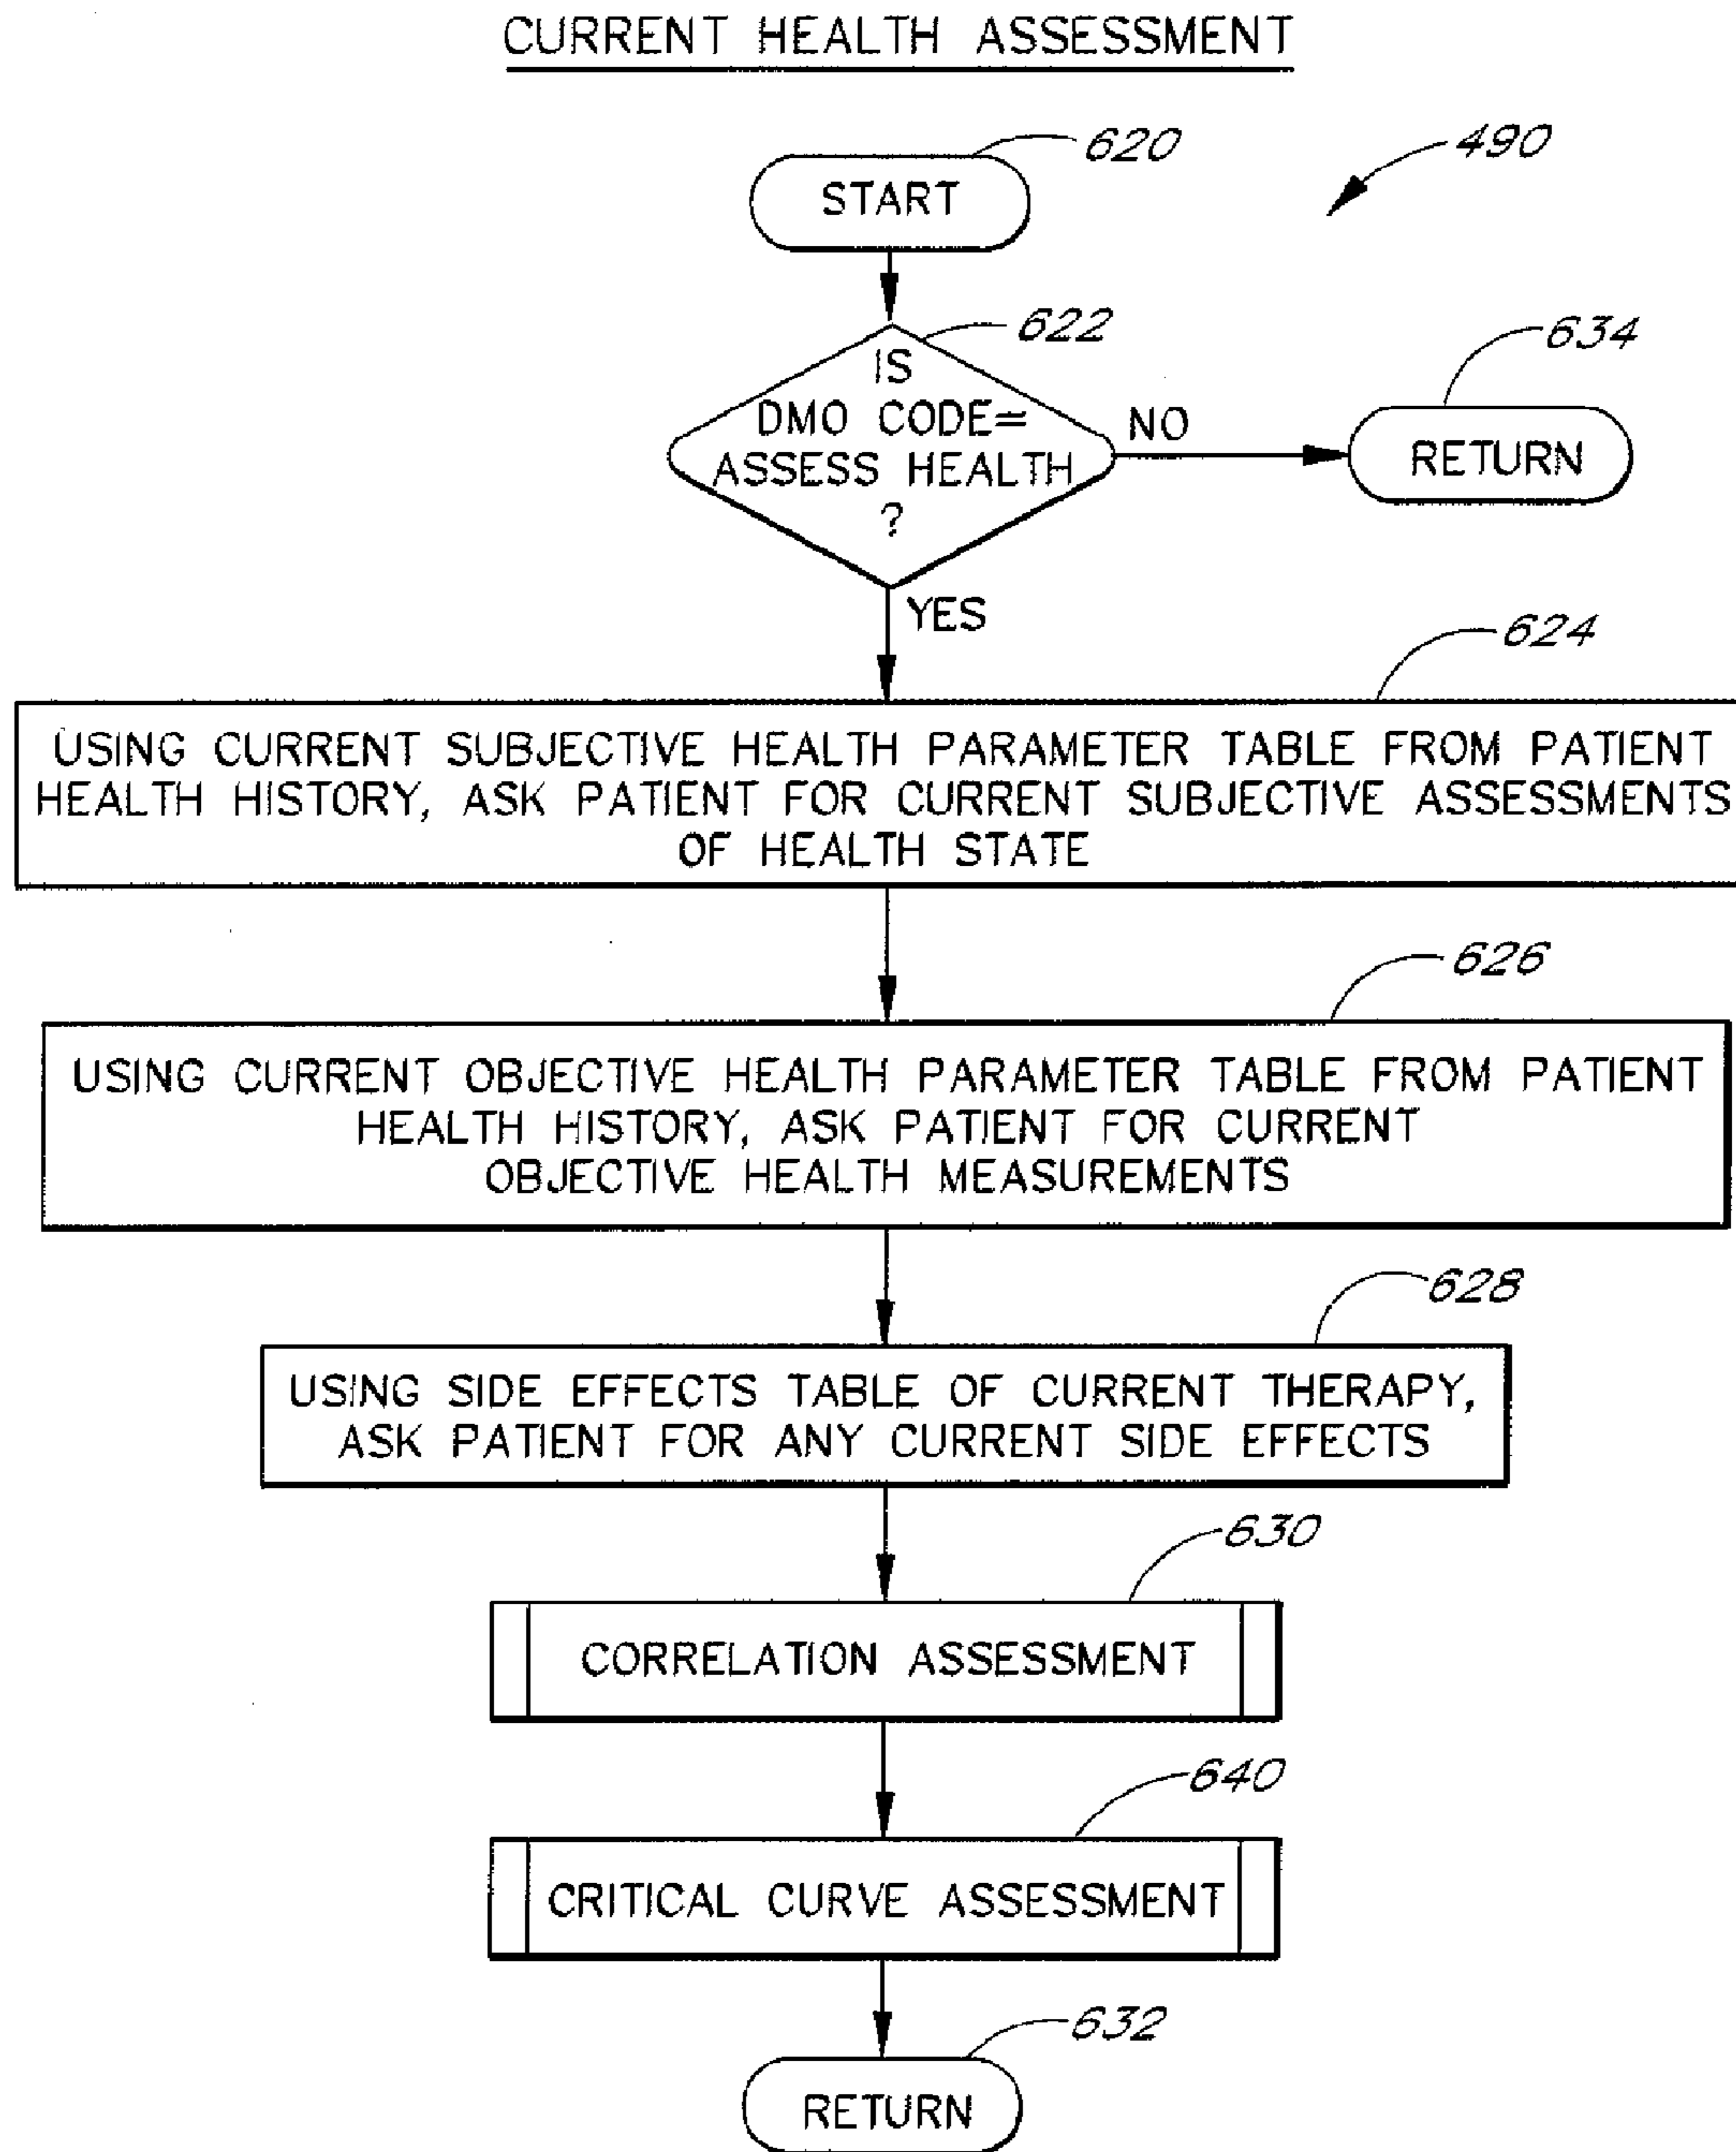 CURRENT HEALTH ASSESSMENT
620
490
START
622
634
IS
DMO CODE=
ASSESS HEALTH
?
NO
RETURN
YES
624
USING CURRENT SUBJECTIVE HEALTH PARAMETER TABLE FROM PATIENT
HEALTH HISTORY, ASK PATIENT FOR CURRENT SUBJECTIVE ASSESSMENTS
OF HEALTH STATE
626
USING CURRENT OBJECTIVE HEALTH PARAMETER TABLE FROM PATIENT
HEALTH HISTORY, ASK PATIENT FOR CURRENT
OBJECTIVE HEALTH MEASUREMENTS
628
USING SIDE EFFECTS TABLE OF CURRENT THERAPY,
ASK PATIENT FOR ANY CURRENT SIDE EFFECTS
630
CORRELATION ASSESSMENT
640
CRITICAL CURVE ASSESSMENT
632
RETURN